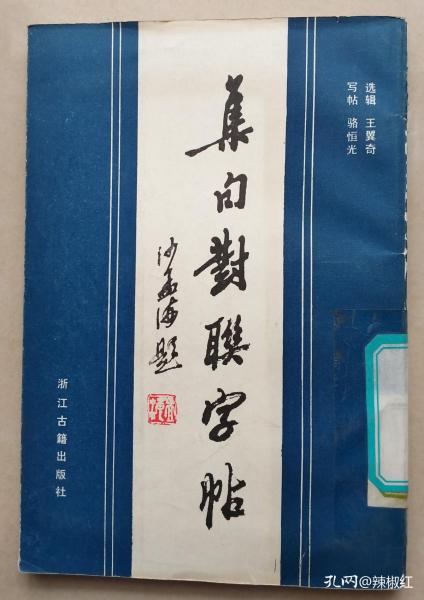 选辑 王翼奇
写帖 骆恒光
集句對聯字帖
沙孟海題
浙江古籍出版社
孔网@辣椒红